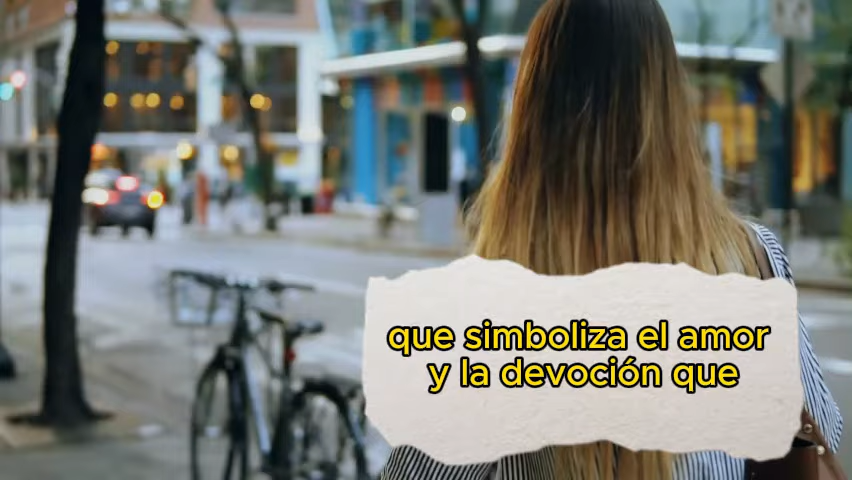 que simboliza el amor
y la devoción que